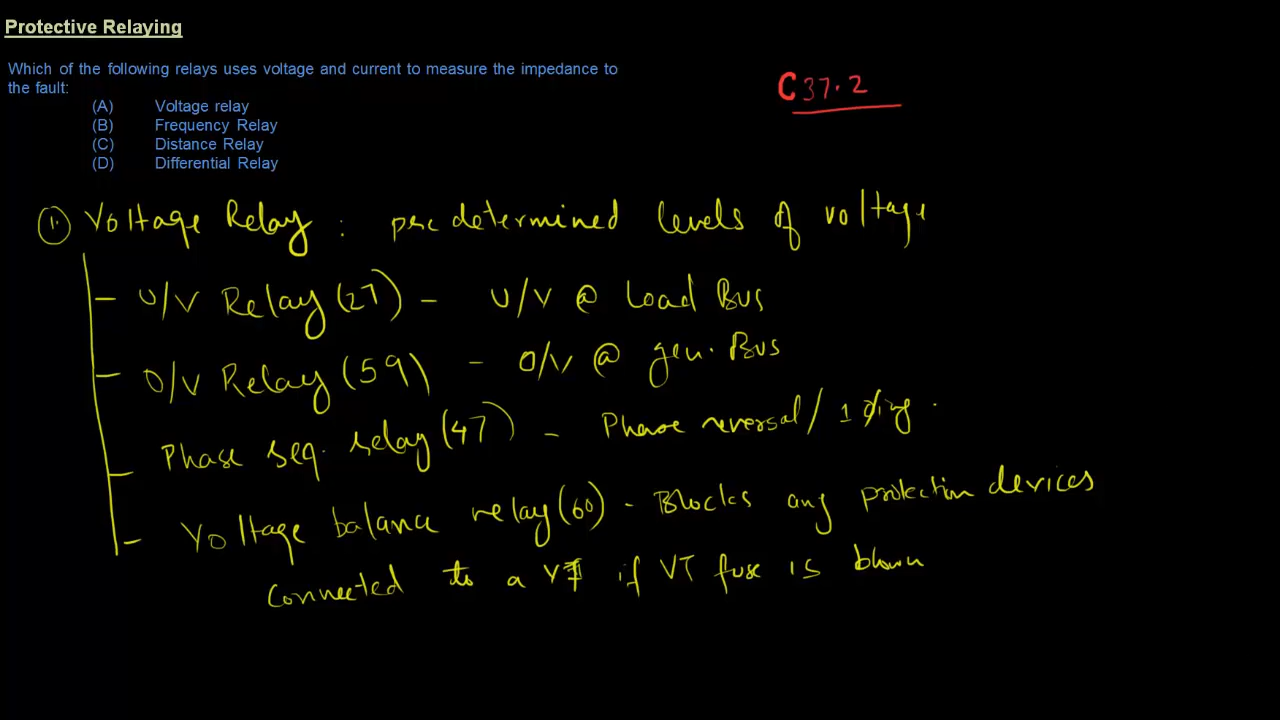 Protective Relaying
Which of the following relays uses voltage and current to measure the impedance to
the fault:
(A) Voltage relay
(B) Frequency Relay
(C) Distance Relay
(D) Differential Relay
C37.2
1. Voltage Relay : pre determined levels of voltage
- U/V Relay (27) - U/V @ Load Bus
- O/V Relay (59) - O/V @ gen. Bus
- Phase seq. relay (47) - Phase reversal / 1 φing.
- Voltage balance relay (60) - Blocks any protection devices
connected to a VT if VT fuse is blown